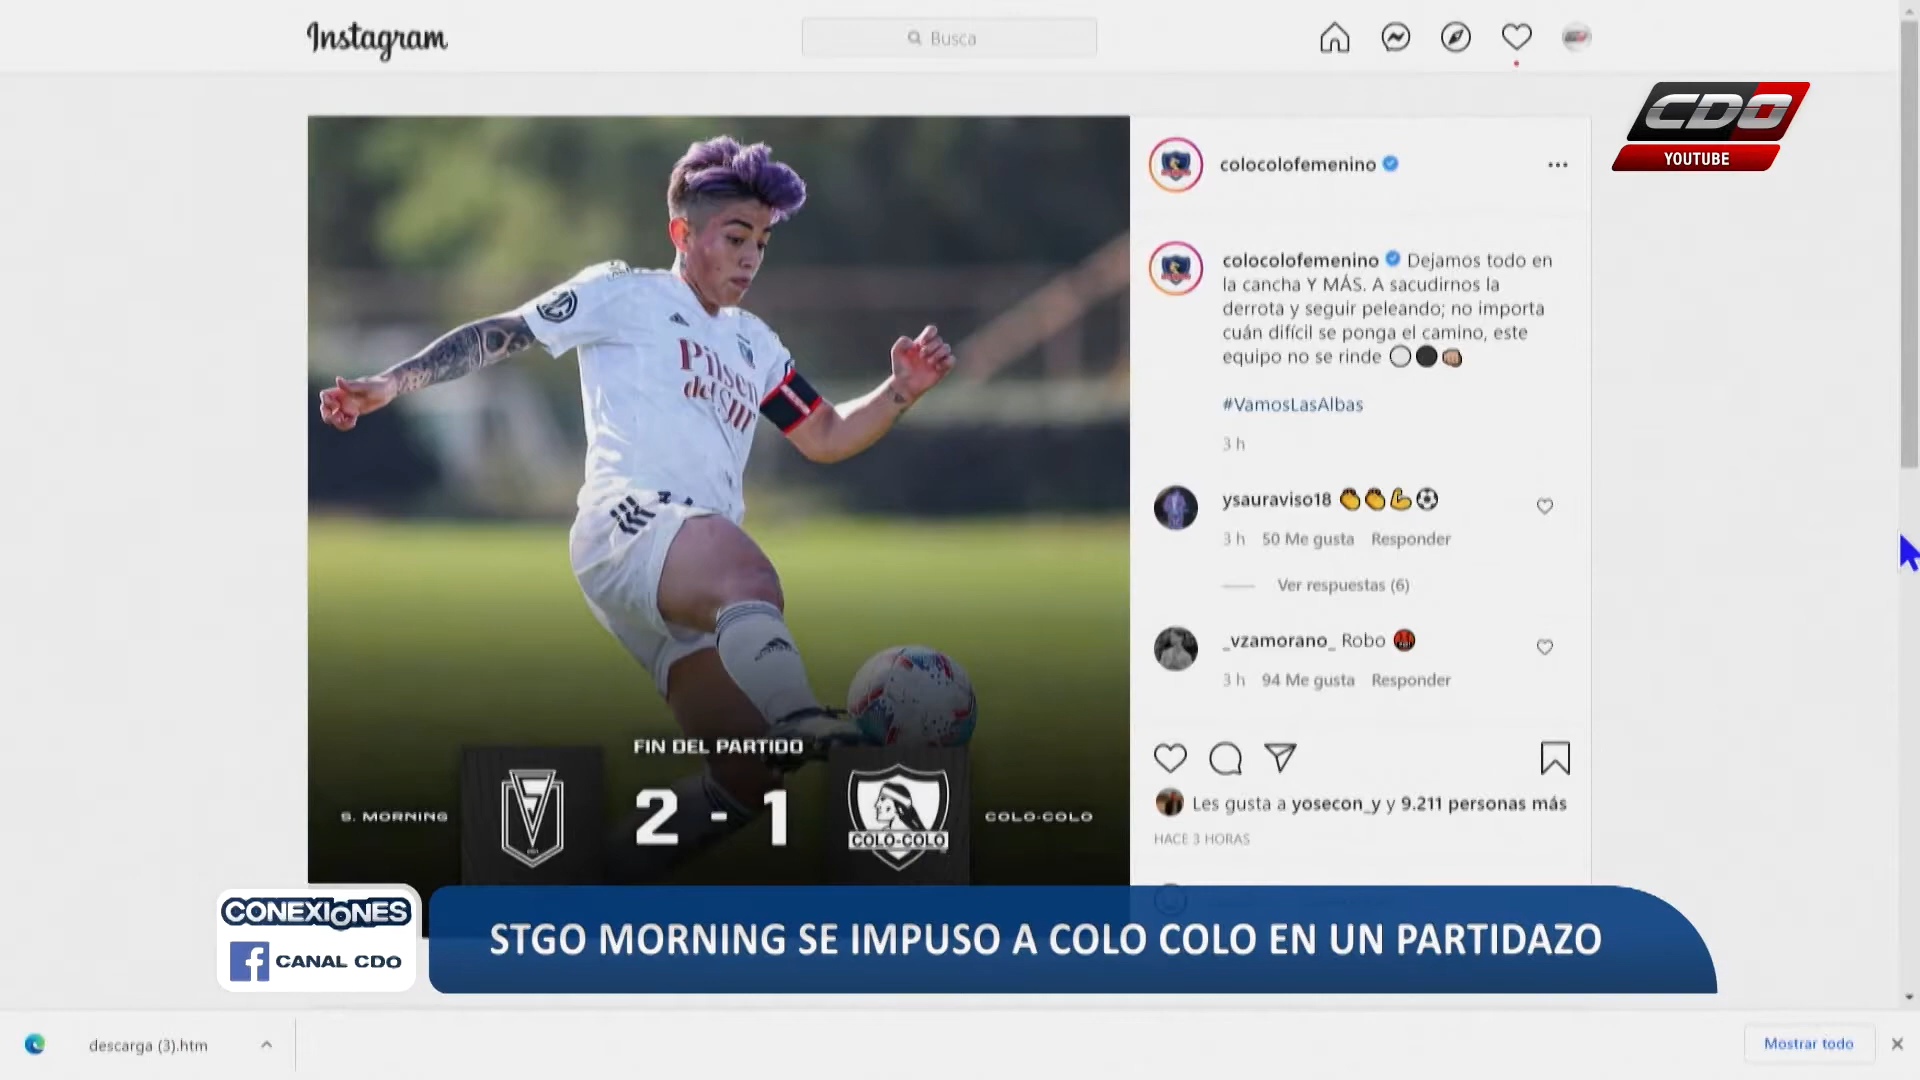 Instagram
Busca
CDO
YOUTUBE
colocolofemenino
colocolofemenino Dejamos todo en
la cancha Y MÁS. A sacudirnos la
derrota y seguir peleando; no importa
cuán difícil se ponga el camino, este
equipo no se rinde
#VamosLasAlbas
3 h
ysauraviso18
3 h 50 Me gusta Responder
Ver respuestas (6)
_vzamorano_ Robo
3 h 94 Me gusta Responder
Les gusta a yosecon_y y 9.211 personas más
HACE 3 HORAS
Pilsen
del Sur
FIN DEL PARTIDO
S. MORNING
2 - 1
COLO-COLO
COLO-COLO
CONEXIONES
CANAL CDO
STGO MORNING SE IMPUSO A COLO COLO EN UN PARTIDAZO
descarga (3).htm
Mostrar todo